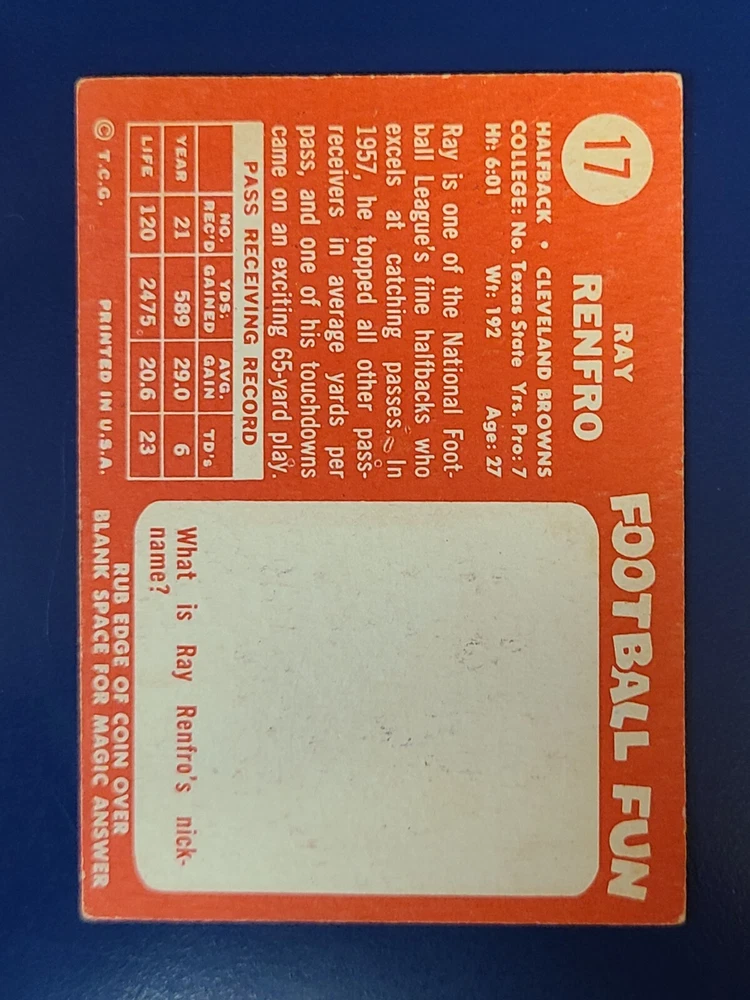 17
RAY
RENFRO
HALFBACK • CLEVELAND BROWNS
COLLEGE: No. Texas State Yrs. Pro: 7
Ht: 6:01 Wt: 192 Age: 27
Ray is one of the National Foot-
ball League's fine halfbacks who
excels at catching passes. In
1957, he topped all other pass-
receivers in average yards per
pass, and one of his touchdowns
came on an exciting 65-yard play.
PASS RECEIVING RECORD
NO. REC'D YDS. GAINED AVG. GAIN TD's
YEAR 21 589 29.0 6
LIFE 120 2475 20.6 23
© T.C.G. PRINTED IN U.S.A.
FOOTBALL FUN
What is Ray Renfro's nick-
name?
RUB EDGE OF COIN OVER
BLANK SPACE FOR MAGIC ANSWER